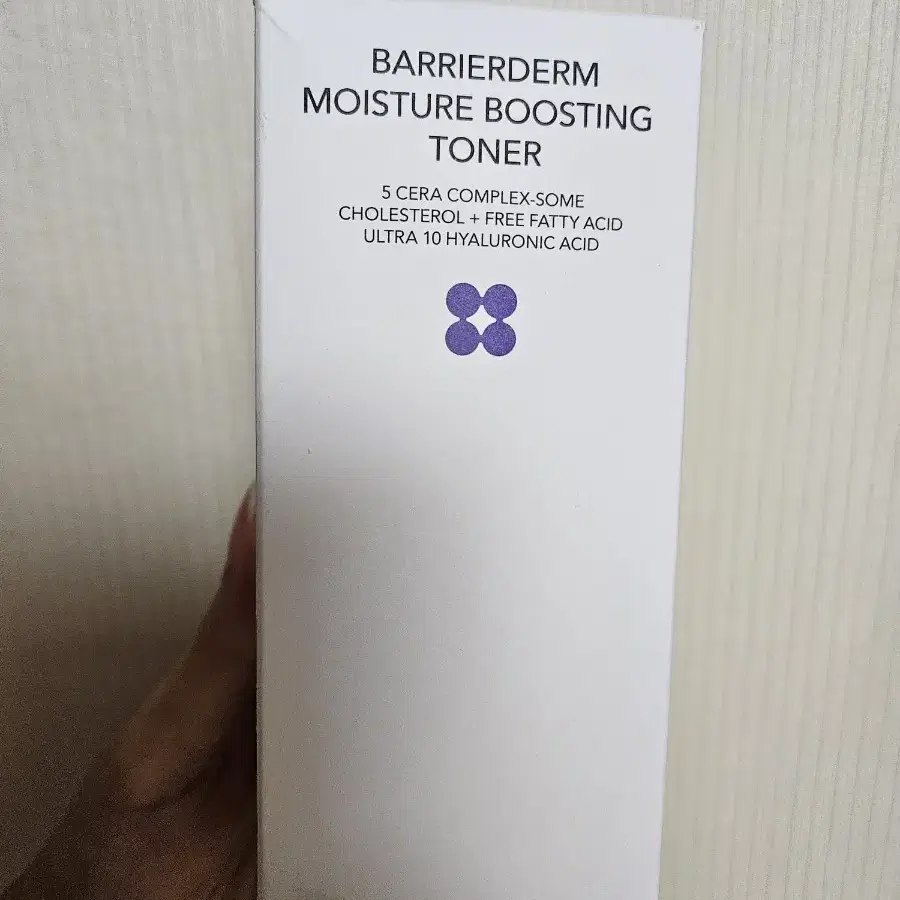 BARRIERDERM
MOISTURE BOOSTING
TONER
5 CERA COMPLEX-SOME
CHOLESTEROL + FREE FATTY ACID
ULTRA 10 HYALURONIC ACID